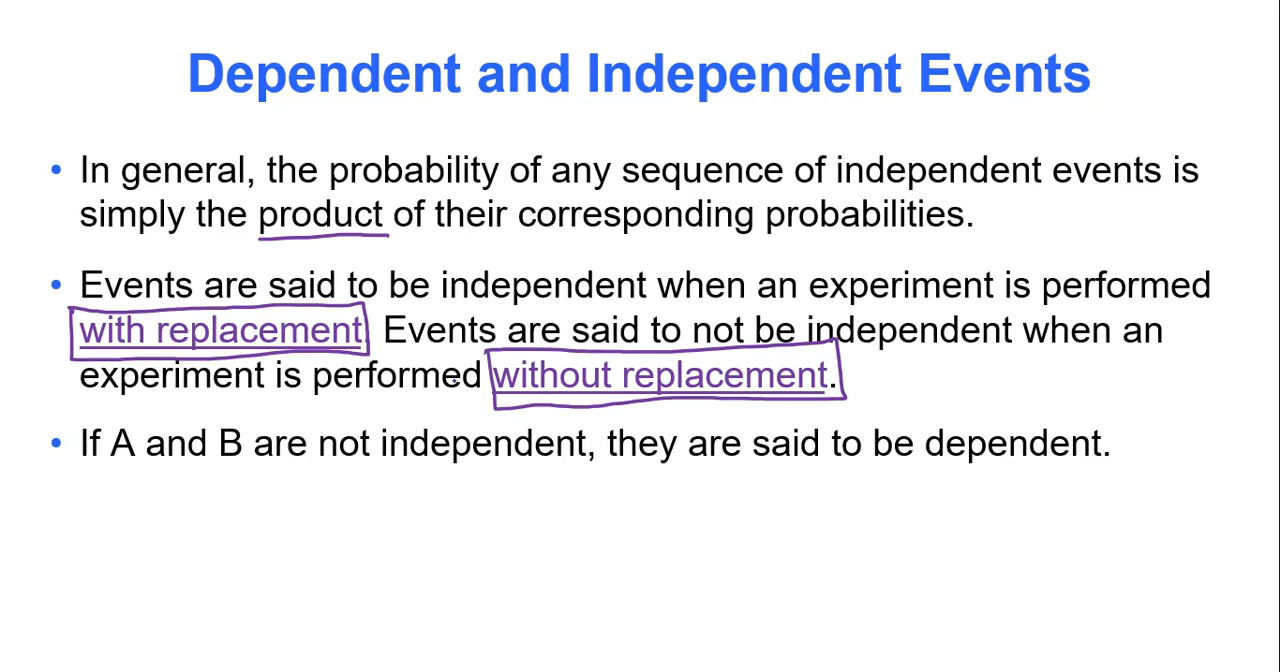 Dependent and Independent Events
• In general, the probability of any sequence of independent events is
simply the product of their corresponding probabilities.
• Events are said to be independent when an experiment is performed
with replacement. Events are said to not be independent when an
experiment is performed without replacement.
• If A and B are not independent, they are said to be dependent.